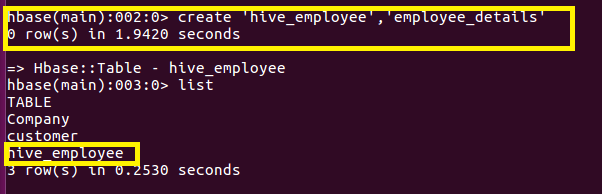 hbase(main):002:0> create 'hive_employee','employee_details'
0 row(s) in 1.9420 seconds
=> Hbase::Table - hive_employee
hbase(main):003:0> list
TABLE
Company
customer
hive_employee
3 row(s) in 0.2530 seconds